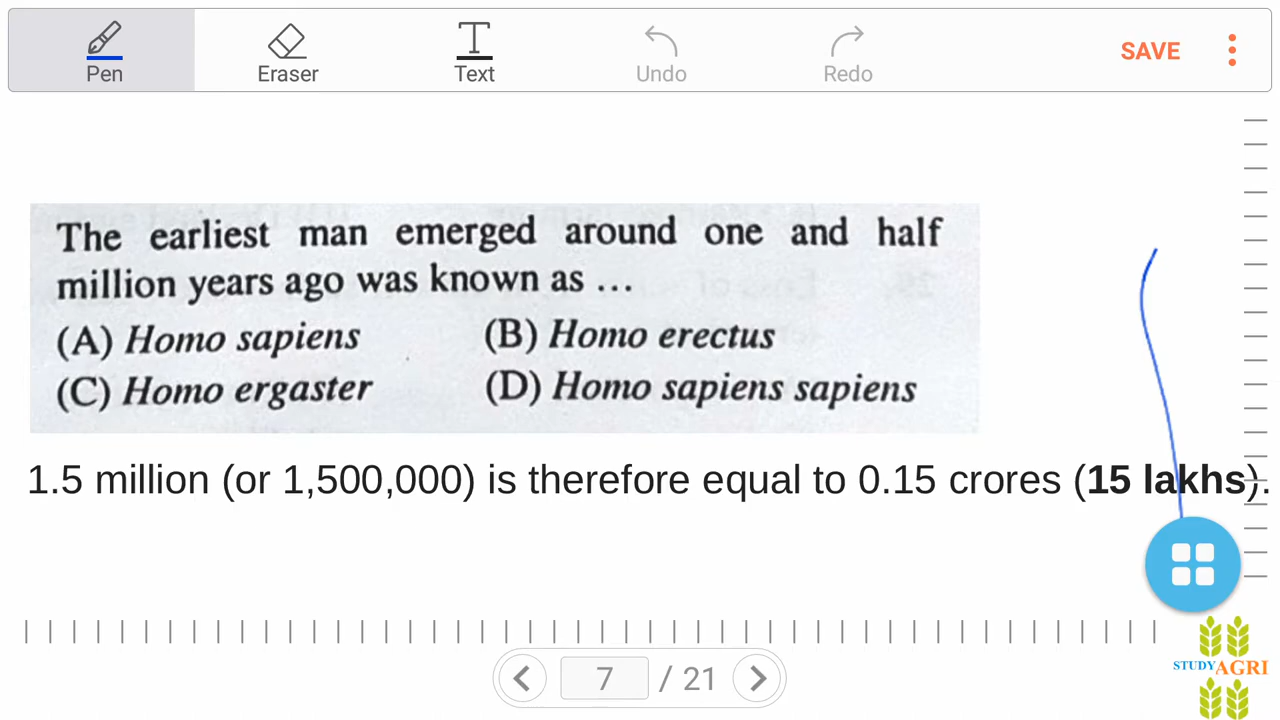 Pen Eraser Text Undo Redo SAVE
The earliest man emerged around one and half
million years ago was known as ...
(A) Homo sapiens (B) Homo erectus
(C) Homo ergaster (D) Homo sapiens sapiens
1.5 million (or 1,500,000) is therefore equal to 0.15 crores (15 lakhs).
7 / 21
STUDYAGRI